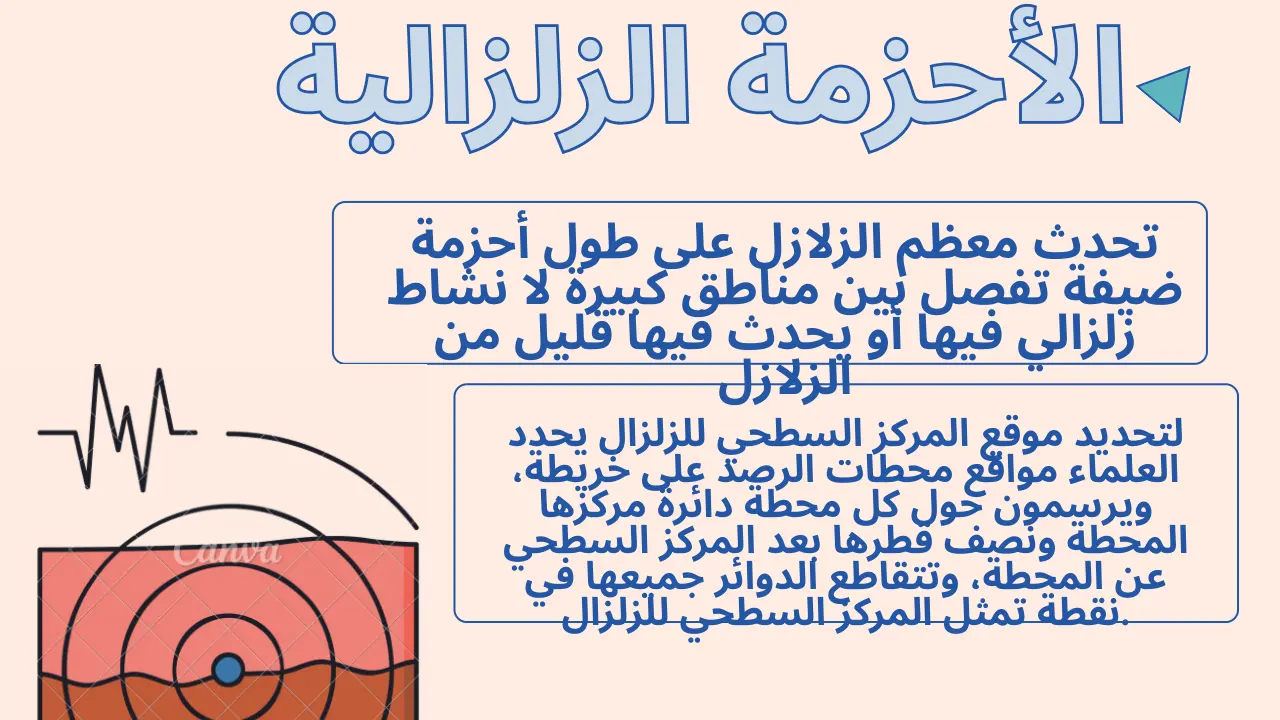 الأحزمة الزلزالية
تحدث معظم الزلازل على طول أحزمة
ضيفة تفصل بين مناطق كبيرة لا نشاط
زلزالي فيها أو يحدث فيها قليل من
الزلازل
لتحديد موقع المركز السطحي للزلزال يحدد
العلماء مواقع محطات الرصد على خريطة،
ويرسمون حول كل محطة دائرة مركزها
المحطة ونصف قطرها بعد المركز السطحي
عن المحطة، وتتقاطع الدوائر جميعها في
نقطة تمثل المركز السطحي للزلزال.
Canva